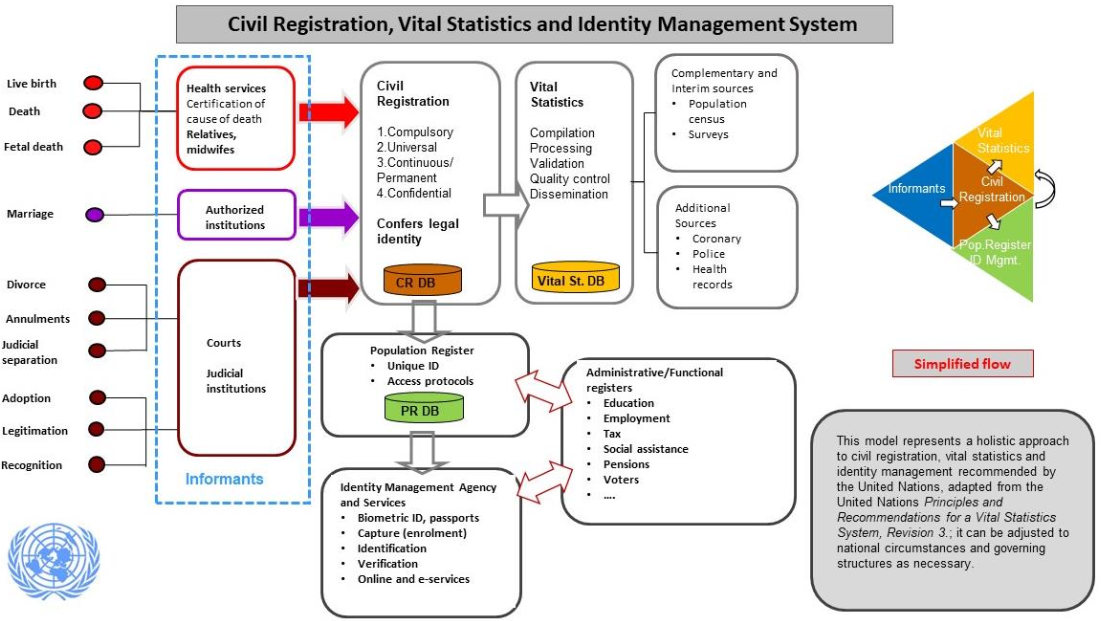 Civil Registration, Vital Statistics and Identity Management System
Live birth
Death
Fetal death
Marriage
Divorce
Annulments
Judicial
separation
Adoption
Legitimation
Recognition
Health services
Certification of
cause of death
Relatives,
midwifes
Authorized
institutions
Courts
Judicial
institutions
Informants
Civil
Registration
1.Compulsory
2.Universal
3.Continuous/
Permanent
4.Confidential
Confers legal
identity
CR DB
Vital
Statistics
Compilation
Processing
Validation
Quality control
Dissemination
Vital St. DB
Complementary and
Interim sources
• Population
census
• Surveys
Additional
Sources
• Coronary
• Police
• Health
records
Population Register
• Unique ID
• Access protocols
PR DB
Identity Management Agency
and Services
• Biometric ID, passports
• Capture (enrolment)
• Identification
• Verification
• Online and e-services
Administrative/Functional
registers
• Education
• Employment
• Tax
• Social assistance
• Pensions
• Voters
• ....
Vital
Statistics
Informants
Civil
Registration
Pop.Register
ID Mgmt.
Simplified flow
This model represents a holistic approach
to civil registration, vital statistics and
identity management recommended by
the United Nations, adapted from the
United Nations Principles and
Recommendations for a Vital Statistics
System, Revision 3.; it can be adjusted to
national circumstances and governing
structures as necessary.